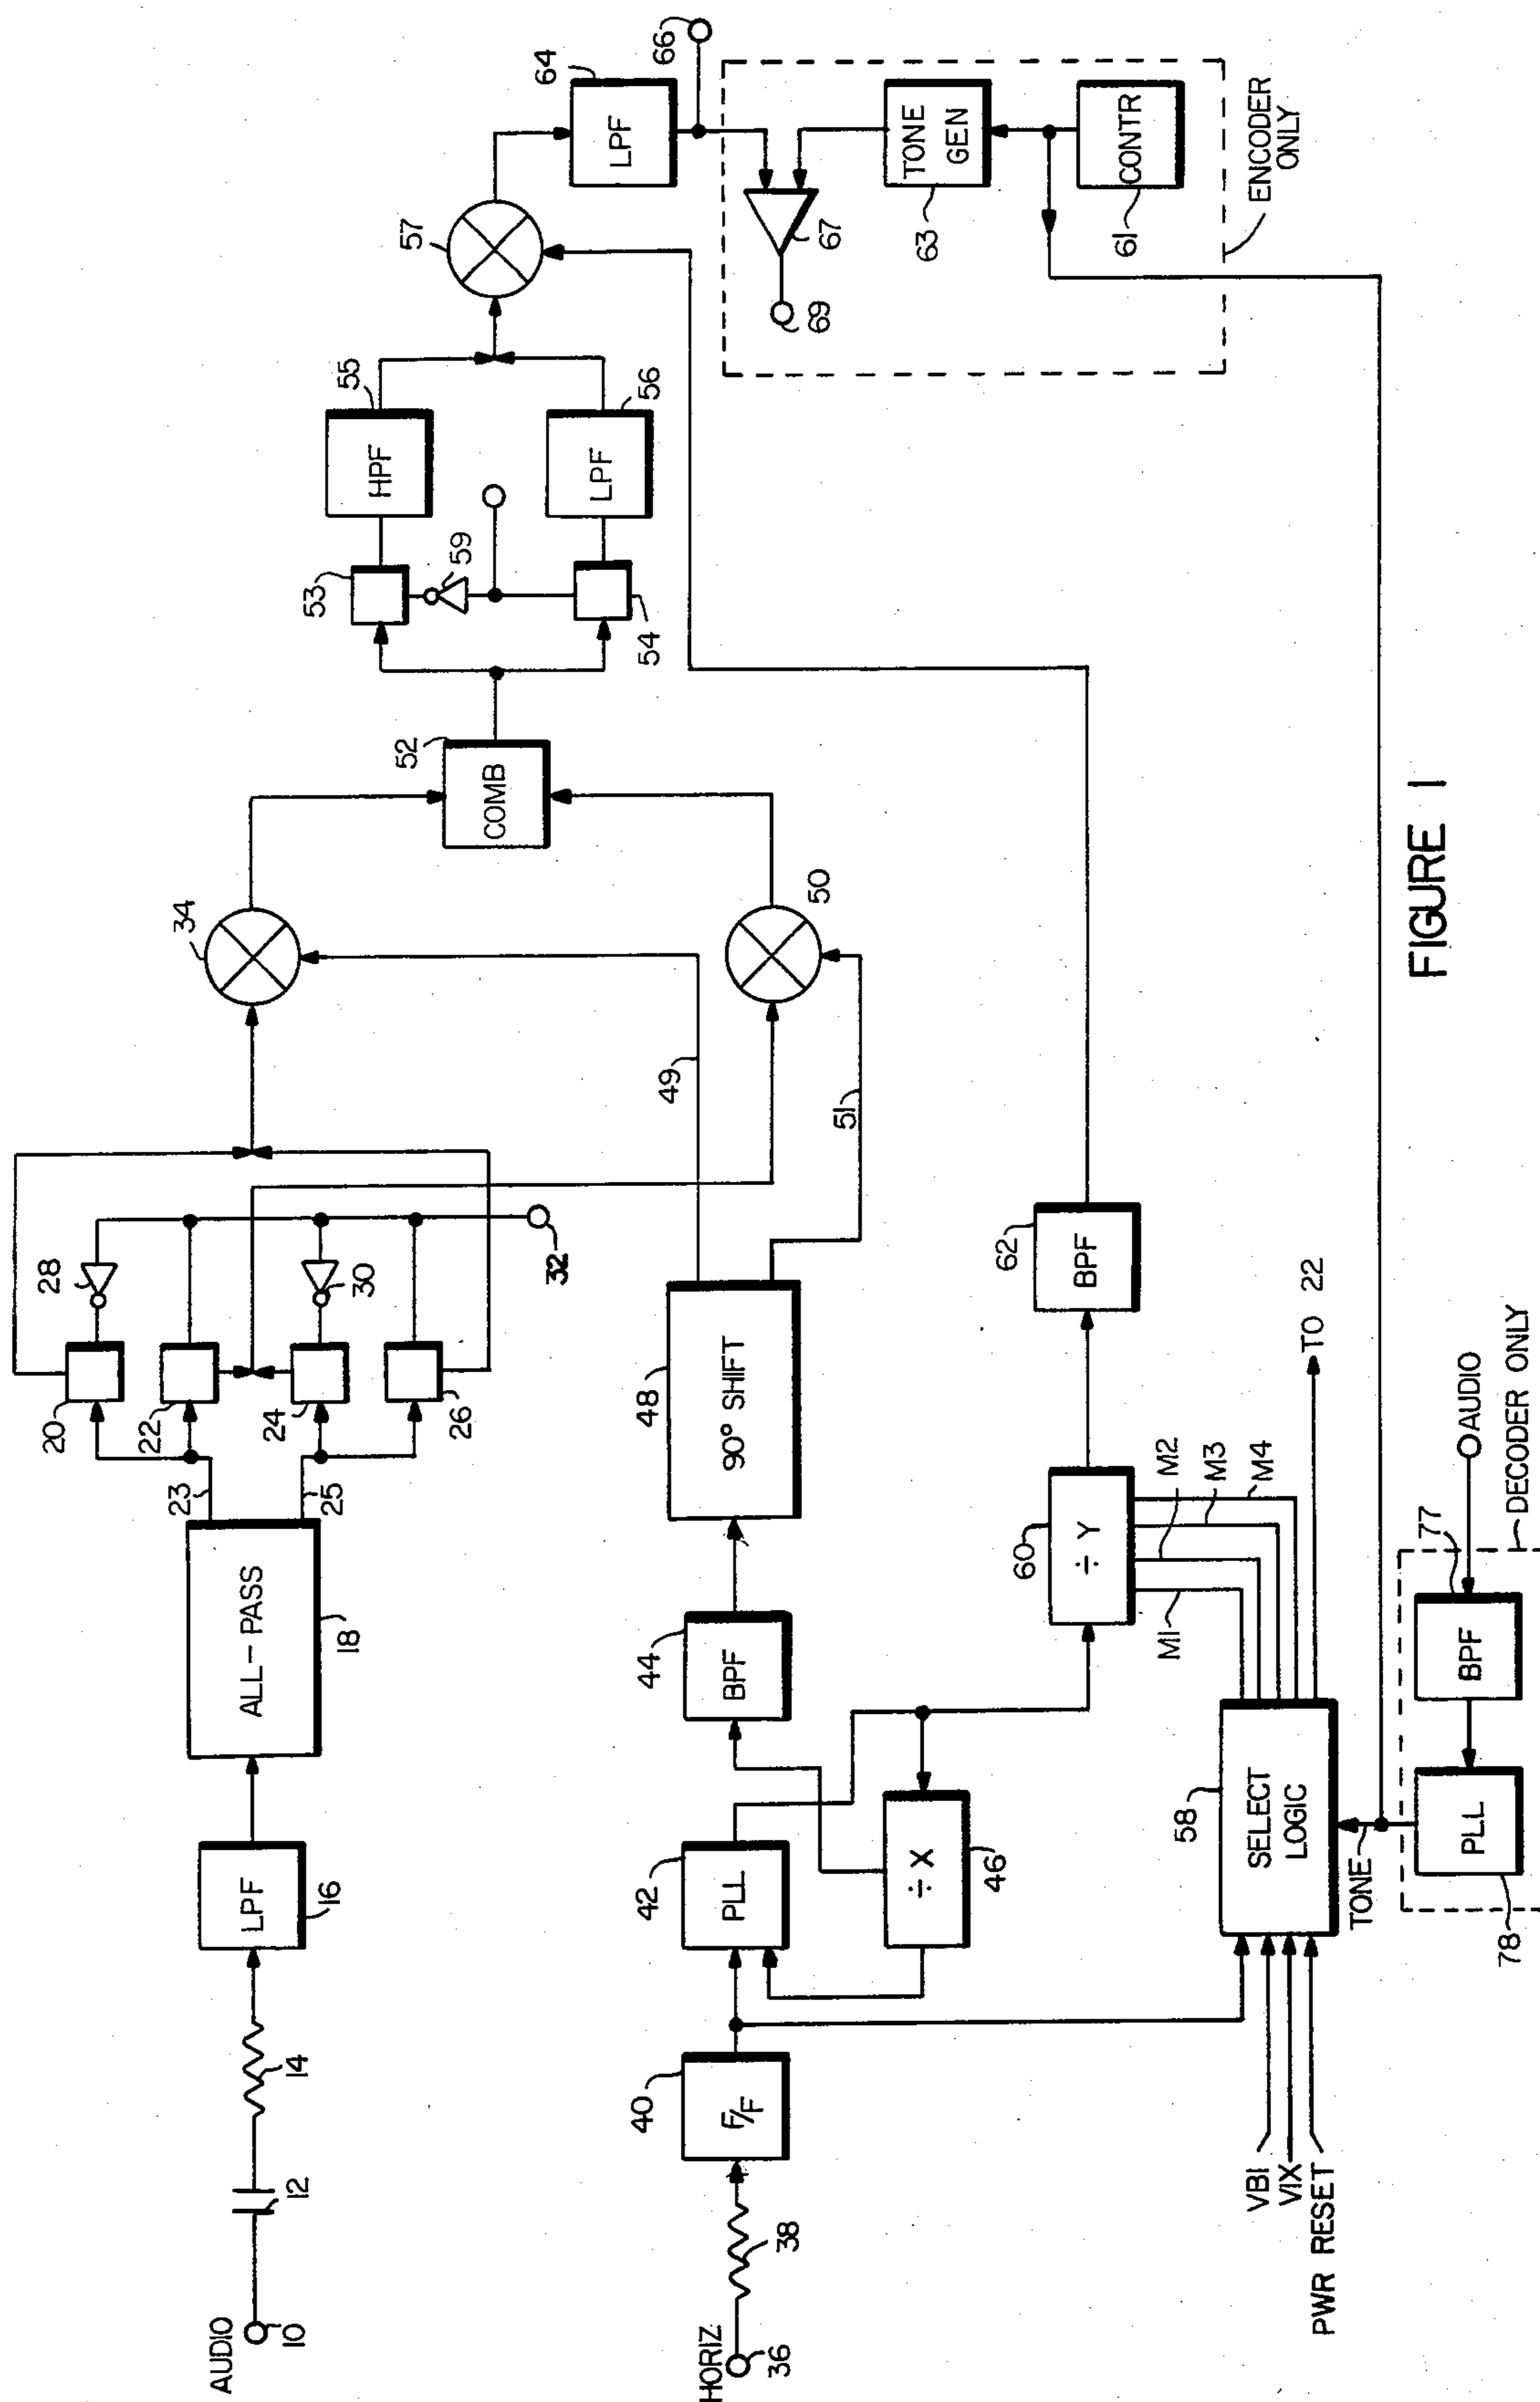 AUDIO
10
12
14
LPF
16
ALL-PASS
18
23
25
20
22
24
26
28
30
32
34
HORIZ
36
38
F/F
40
PLL
42
÷ X
46
BPF
44
90° SHIFT
48
49
51
50
COMB
52
53
54
59
HPF
55
LPF
56
57
LPF
64
66
67
69
TONE
GEN
63
CONTR
61
ENCODER
ONLY
VBI
VIX
PWR RESET
SELECT
LOGIC
58
M1
M2
M3
M4
÷ Y
60
BPF
62
TO 22
TONE
PLL
78
BPF
77
AUDIO
DECODER ONLY
FIGURE 1